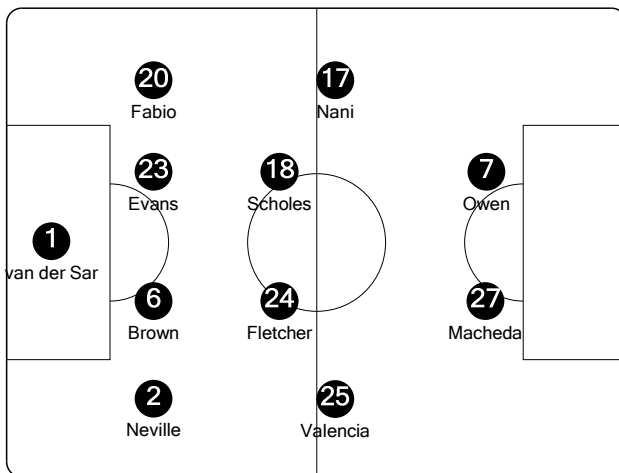 20
Fabio
17
Nani
23
Evans
18
Scholes
7
Owen
1
van der Sar
6
Brown
24
Fletcher
27
Macheda
2
Neville
25
Valencia